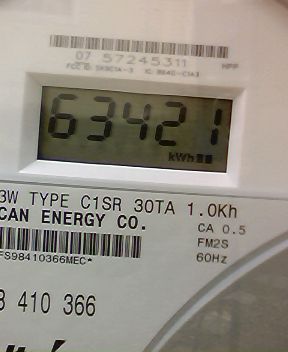 07 57245311
63421
kWh
3W TYPE C1SR 30TA 1.0Kh
CAN ENERGY CO.
CA 0.5
FM2S
60Hz
FS98410366MEC*
410 366